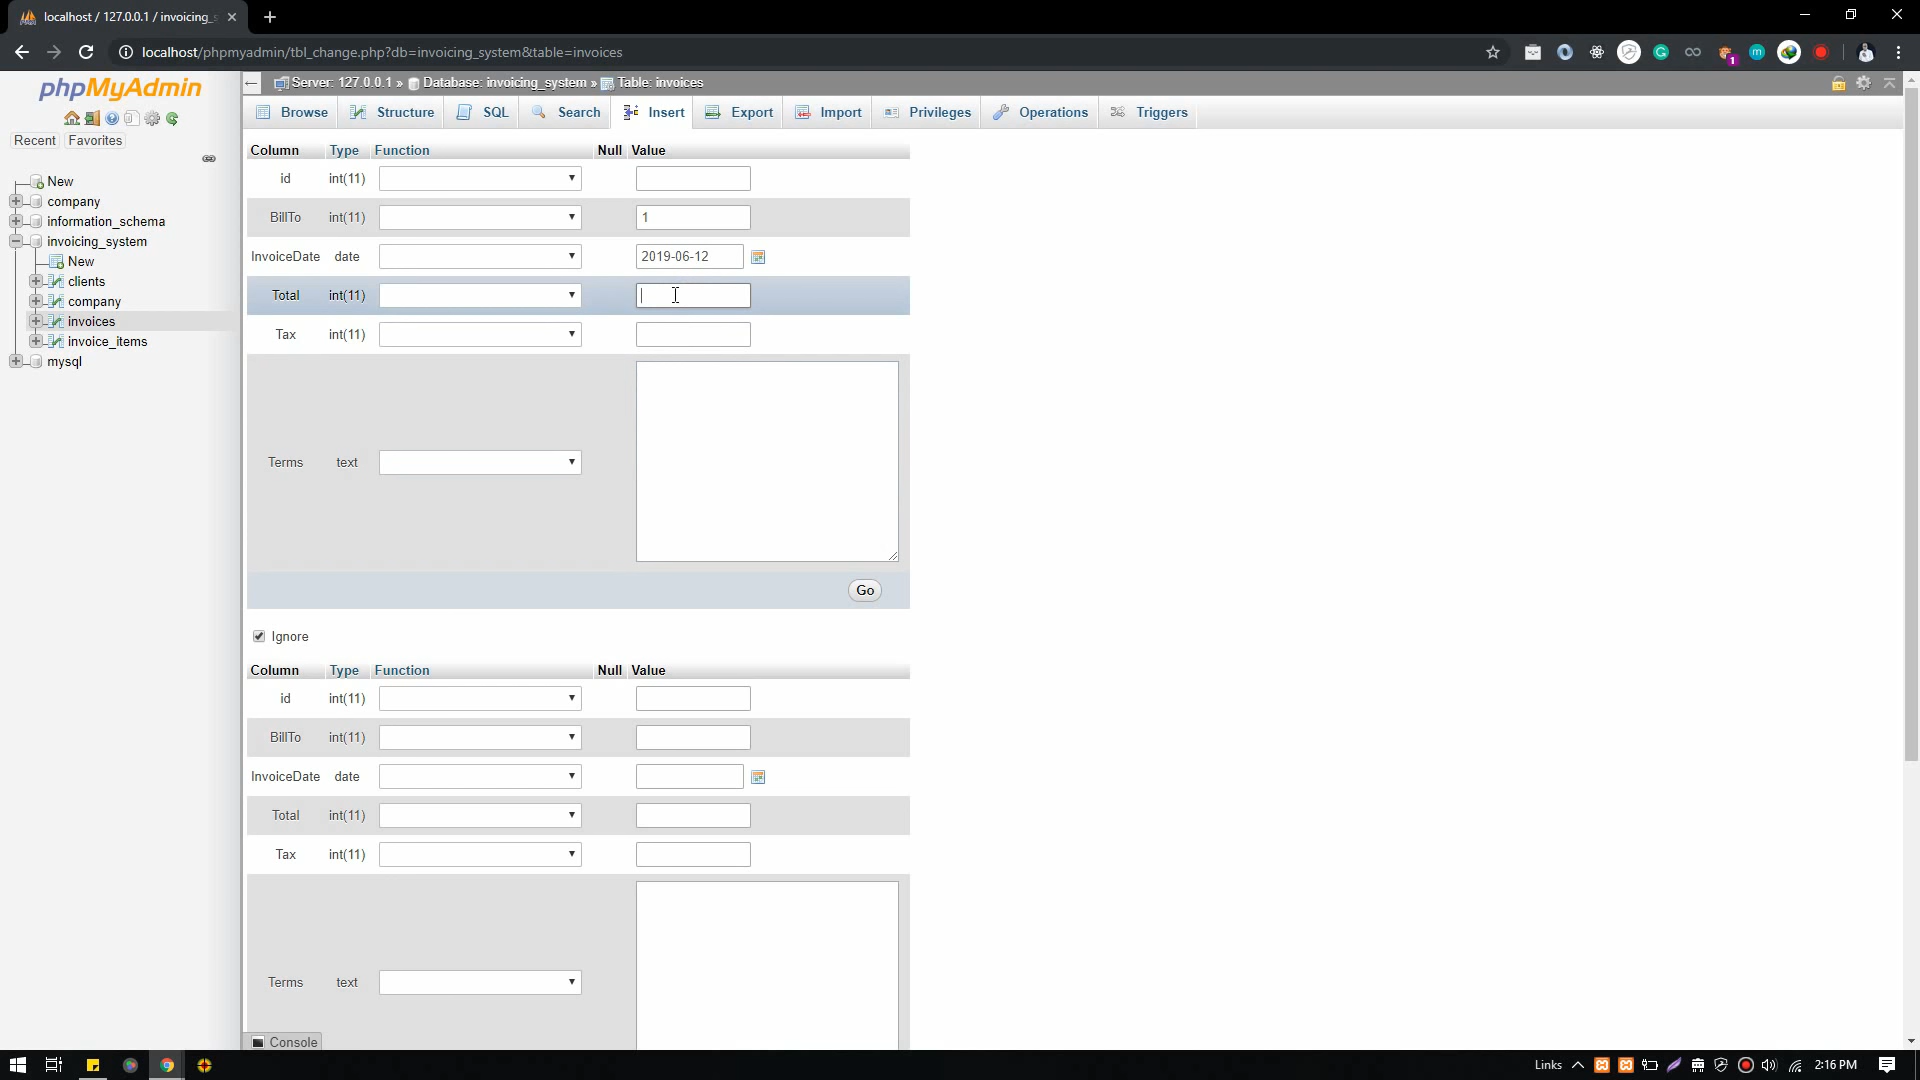 localhost / 127.0.0.1 / invoicing_s
localhost/phpmyadmin/tbl_change.php?db=invoicing_system&table=invoices
1
phpMyAdmin
Recent Favorites
New
company
information_schema
invoicing_system
New
clients
company
invoices
invoice_items
mysql
Server: 127.0.0.1 » Database: invoicing_system » Table: invoices
Browse Structure SQL Search Insert Export Import Privileges Operations Triggers
Column Type Function Null Value
id int(11)
BillTo int(11) 1
InvoiceDate date 2019-06-12
Total int(11)
Tax int(11)
Terms text
Go
Ignore
Column Type Function Null Value
id int(11)
BillTo int(11)
InvoiceDate date
Total int(11)
Tax int(11)
Terms text
Console
Links 2:16 PM